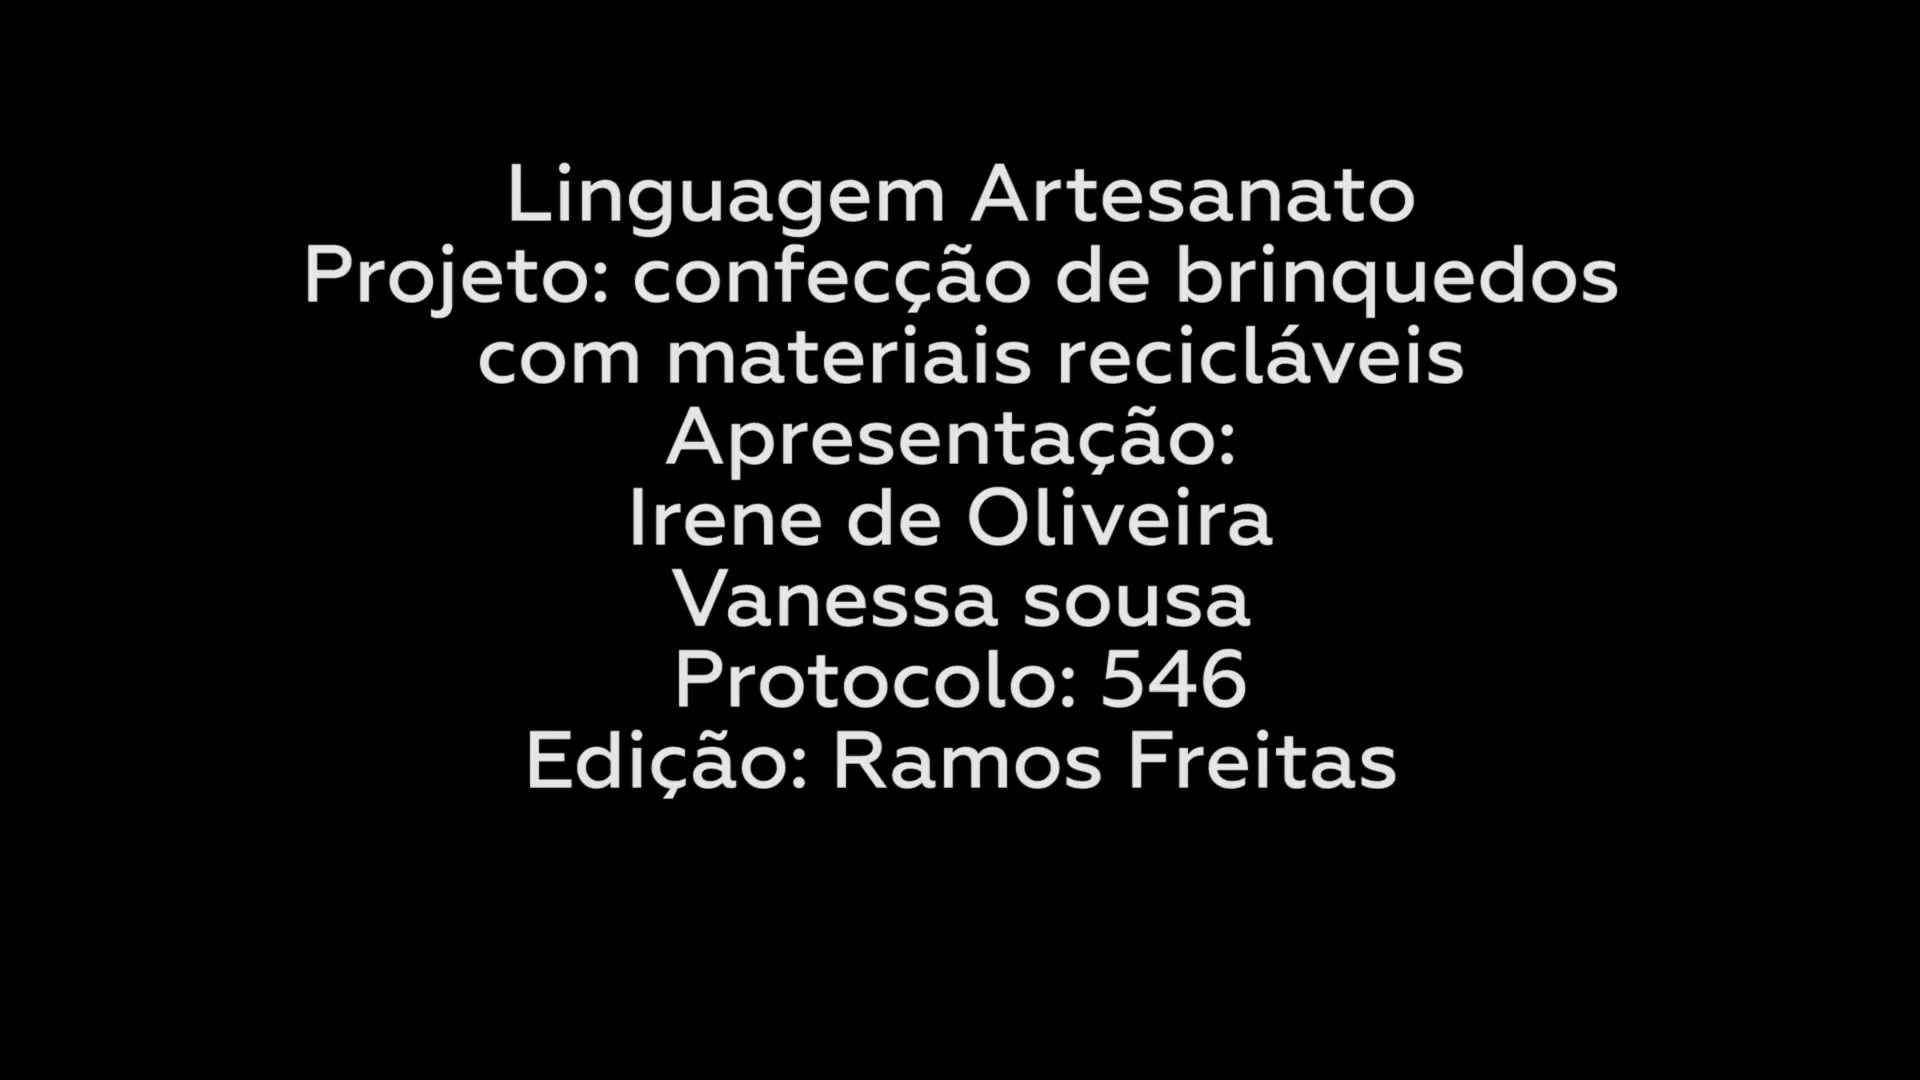 Linguagem Artesanato
Projeto: confecção de brinquedos
com materiais recicláveis
Apresentação:
Irene de Oliveira
Vanessa sousa
Protocolo: 546
Edição: Ramos Freitas